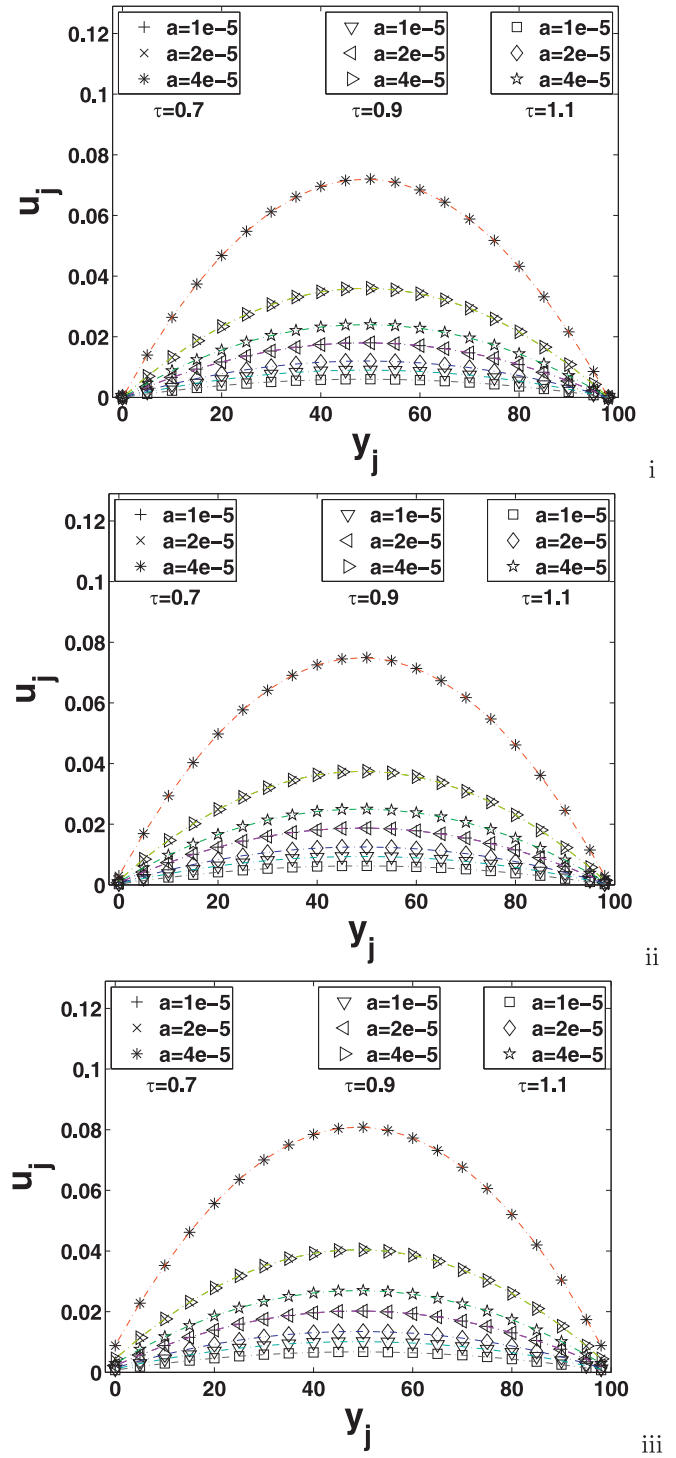 0.12
0.1
0.08
0.06
0.04
0.02
0
u_j
a=1e-5
a=2e-5
a=4e-5
τ=0.7
a=1e-5
a=2e-5
a=4e-5
τ=0.9
a=1e-5
a=2e-5
a=4e-5
τ=1.1
0 20 40 60 80 100
y_j
i
0.12
0.1
0.08
0.06
0.04
0.02
0
u_j
a=1e-5
a=2e-5
a=4e-5
τ=0.7
a=1e-5
a=2e-5
a=4e-5
τ=0.9
a=1e-5
a=2e-5
a=4e-5
τ=1.1
0 20 40 60 80 100
y_j
ii
0.12
0.1
0.08
0.06
0.04
0.02
0
u_j
a=1e-5
a=2e-5
a=4e-5
τ=0.7
a=1e-5
a=2e-5
a=4e-5
τ=0.9
a=1e-5
a=2e-5
a=4e-5
τ=1.1
0 20 40 60 80 100
y_j
iii